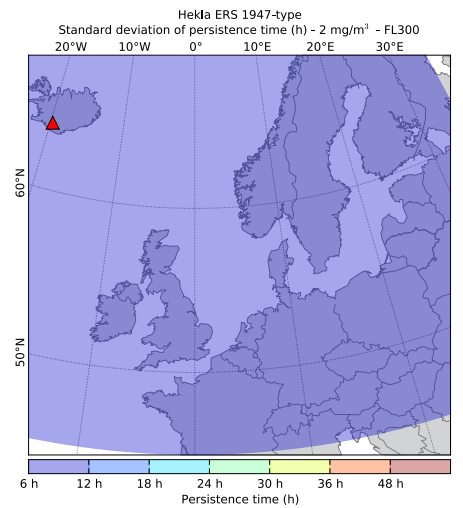 Hekla ERS 1947-type
Standard deviation of persistence time (h) - 2 mg/m³ - FL300
20°W 10°W 0° 10°E 20°E 30°E
60°N
50°N
6 h 12 h 18 h 24 h 30 h 36 h 48 h
Persistence time (h)